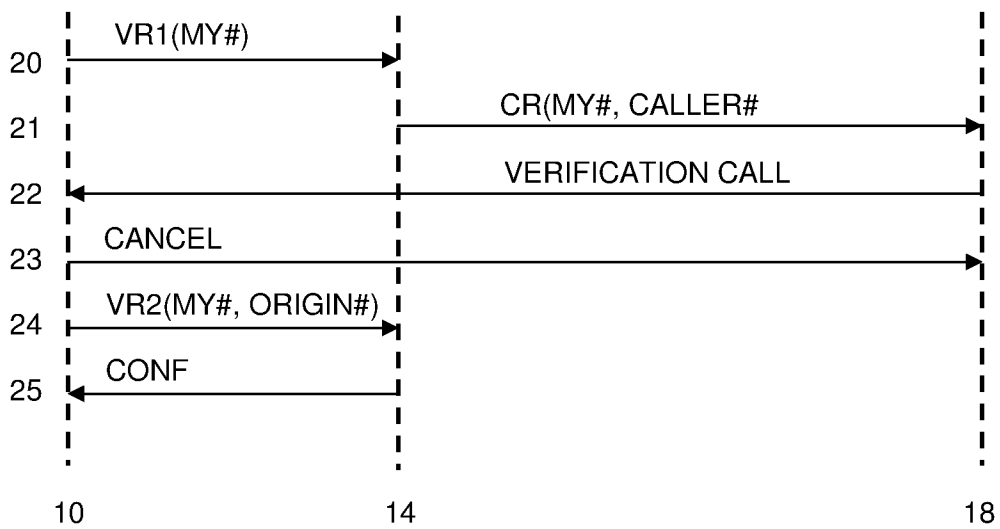 VR1(MY#)
20
CR(MY#, CALLER#
21
VERIFICATION CALL
22
CANCEL
23
VR2(MY#, ORIGIN#)
24
CONF
25
10 14 18